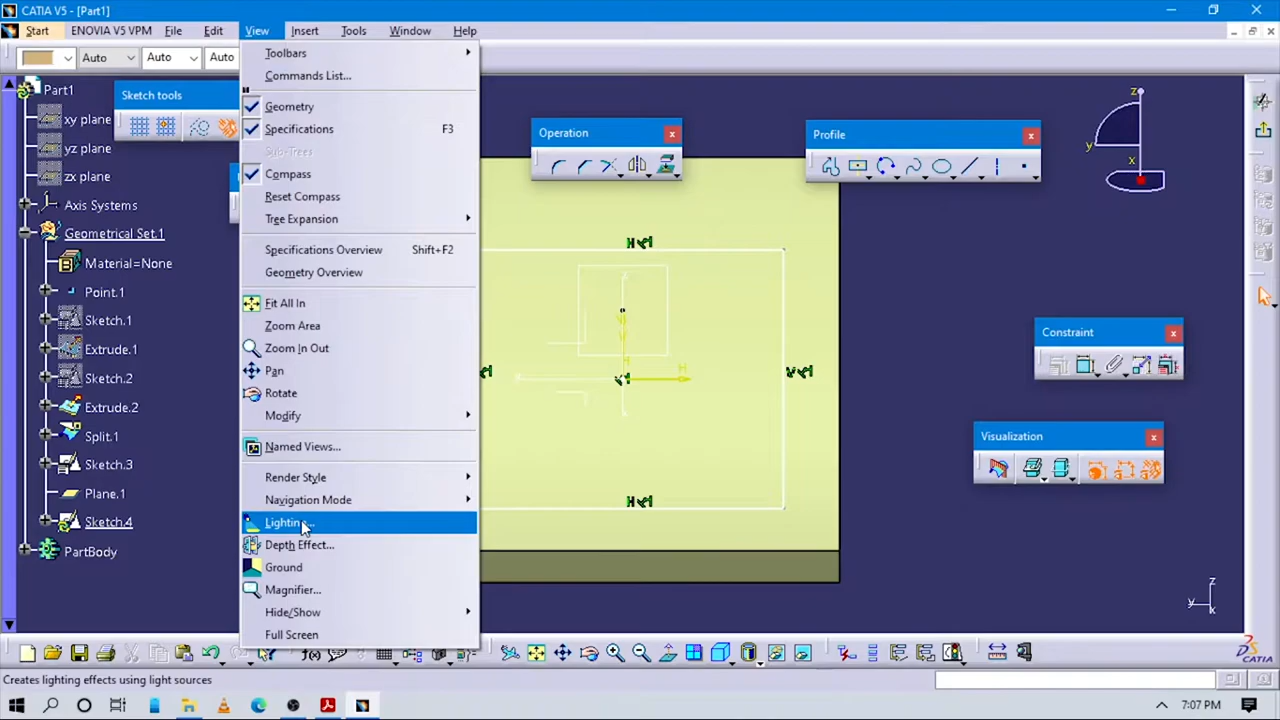 CATIA V5 - [Part1]
Start ENOVIA V5 VPM File Edit View Insert Tools Window Help
Auto Auto Auto
Toolbars
Commands List...
Geometry
Specifications F3
Sub-Trees
Compass
Reset Compass
Tree Expansion
Specifications Overview Shift+F2
Geometry Overview
Fit All In
Zoom Area
Zoom In Out
Pan
Rotate
Modify
Named Views...
Render Style
Navigation Mode
Lighting...
Depth Effect...
Ground
Magnifier...
Hide/Show
Full Screen
Part1
Sketch tools
xy plane
yz plane
zx plane
Axis Systems
Geometrical Set.1
Material=None
Point.1
Sketch.1
Extrude.1
Sketch.2
Extrude.2
Split.1
Sketch.3
Plane.1
Sketch.4
PartBody
Operation
Profile
Constraint
Visualization
H
V
H
H
V
H
z
y
x
z
y
x
CATIA
Creates lighting effects using light sources
7:07 PM